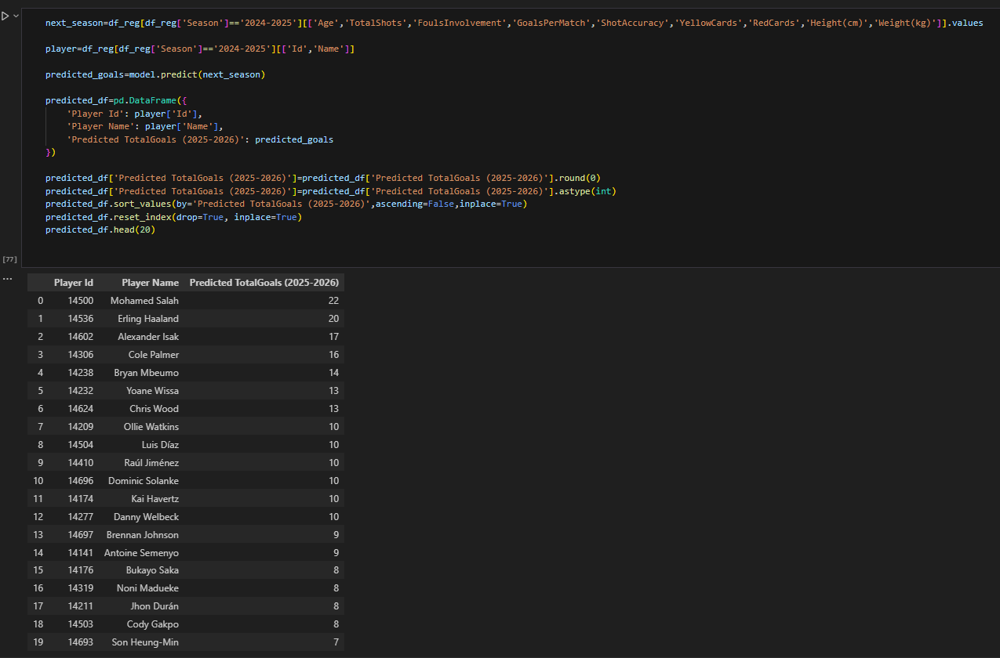 next_season=df_reg[df_reg['Season']=='2024-2025'][['Age','TotalShots','FoulsInvolvement','GoalsPerMatch','ShotAccuracy','YellowCards','RedCards','Height(cm)','Weight(kg)']].values
player=df_reg[df_reg['Season']=='2024-2025'][['Id','Name']]
predicted_goals=model.predict(next_season)
predicted_df=pd.DataFrame({
    'Player Id': player['Id'],
    'Player Name': player['Name'],
    'Predicted TotalGoals (2025-2026)': predicted_goals
})
predicted_df['Predicted TotalGoals (2025-2026)']=predicted_df['Predicted TotalGoals (2025-2026)'].round(0)
predicted_df['Predicted TotalGoals (2025-2026)']=predicted_df['Predicted TotalGoals (2025-2026)'].astype(int)
predicted_df.sort_values(by='Predicted TotalGoals (2025-2026)',ascending=False,inplace=True)
predicted_df.reset_index(drop=True, inplace=True)
predicted_df.head(20)
[77]
...
Player Id Player Name Predicted TotalGoals (2025-2026)
0 14500 Mohamed Salah 22
1 14536 Erling Haaland 20
2 14602 Alexander Isak 17
3 14306 Cole Palmer 16
4 14238 Bryan Mbeumo 14
5 14232 Yoane Wissa 13
6 14624 Chris Wood 13
7 14209 Ollie Watkins 10
8 14504 Luis Díaz 10
9 14410 Raúl Jiménez 10
10 14696 Dominic Solanke 10
11 14174 Kai Havertz 10
12 14277 Danny Welbeck 10
13 14697 Brennan Johnson 9
14 14141 Antoine Semenyo 9
15 14176 Bukayo Saka 8
16 14319 Noni Madueke 8
17 14211 Jhon Durán 8
18 14503 Cody Gakpo 8
19 14693 Son Heung-Min 7